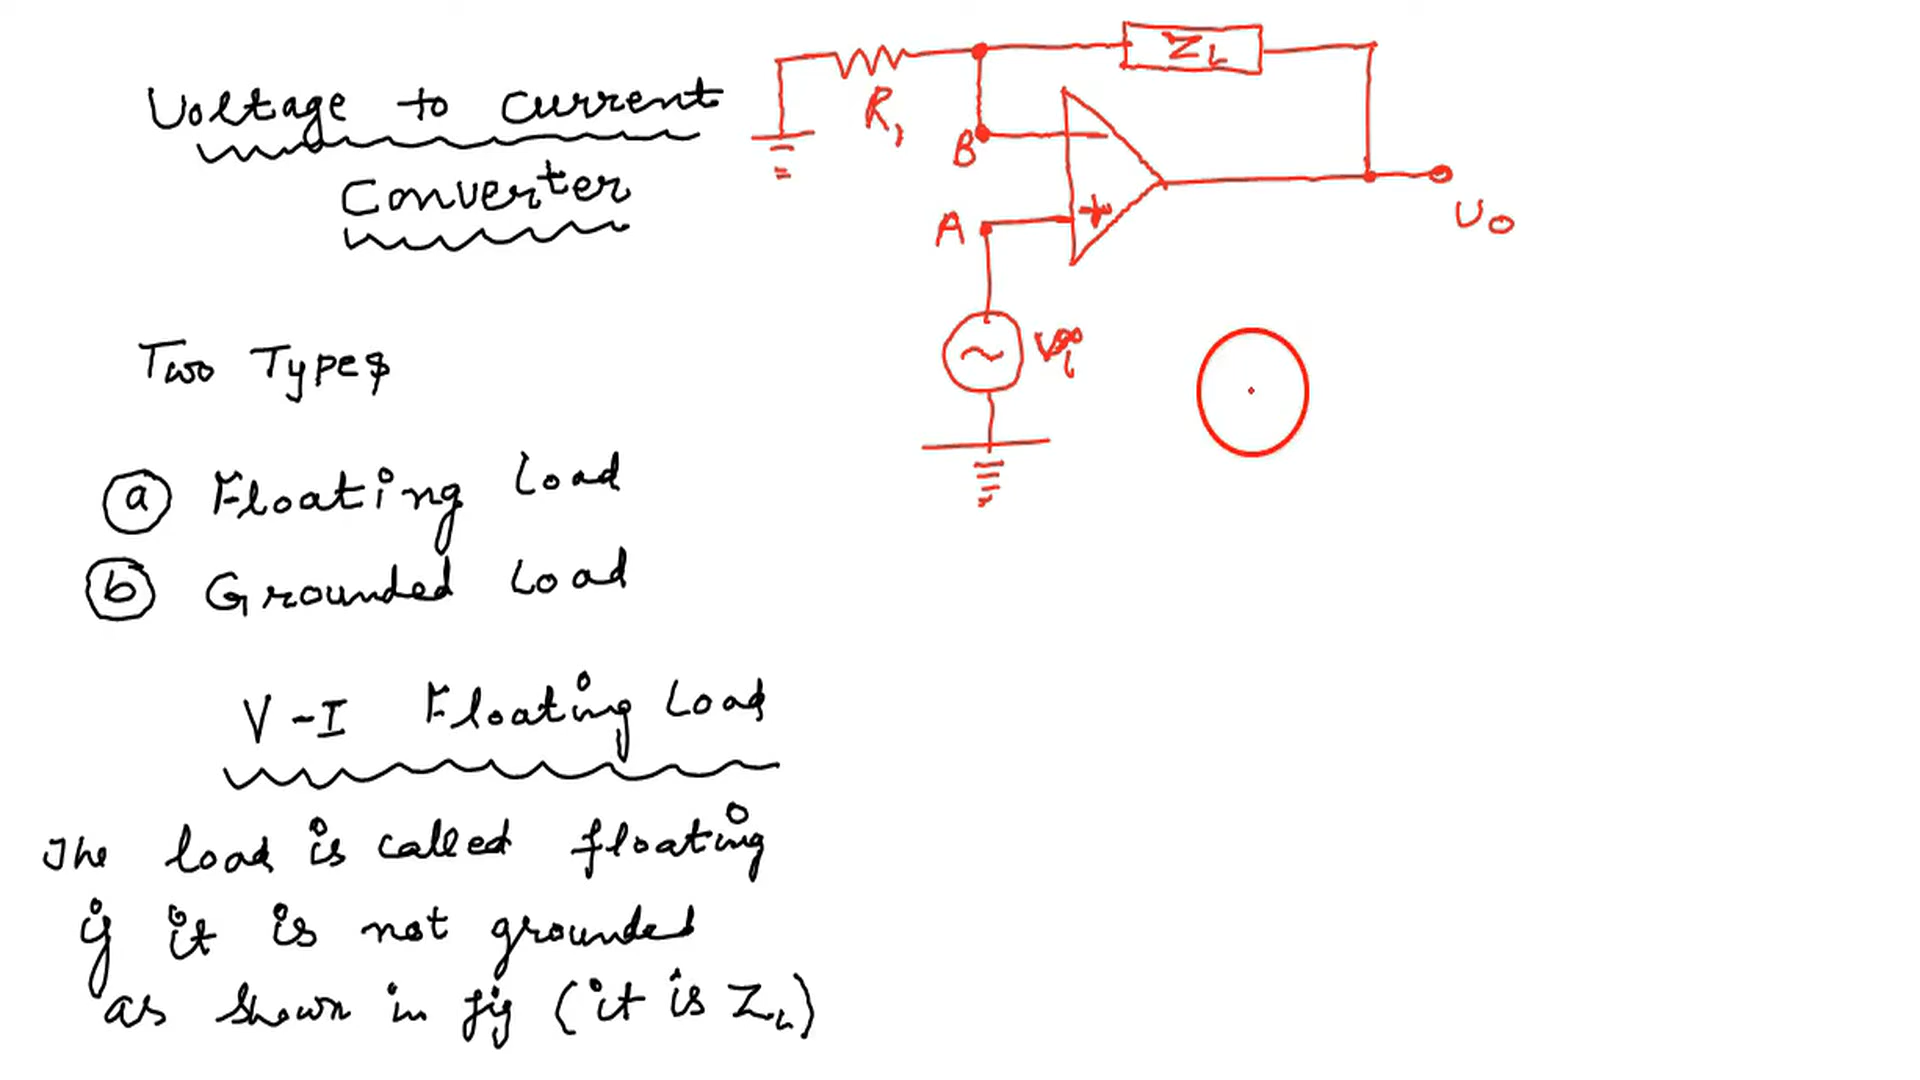 Voltage to current
Converter
Two Types
a Floating Load
b Grounded Load
V-I Floating Load
The load is called floating
if it is not grounded
as shown in fig (it is ZL)
ZL
R1
B
A
-
+
Vo